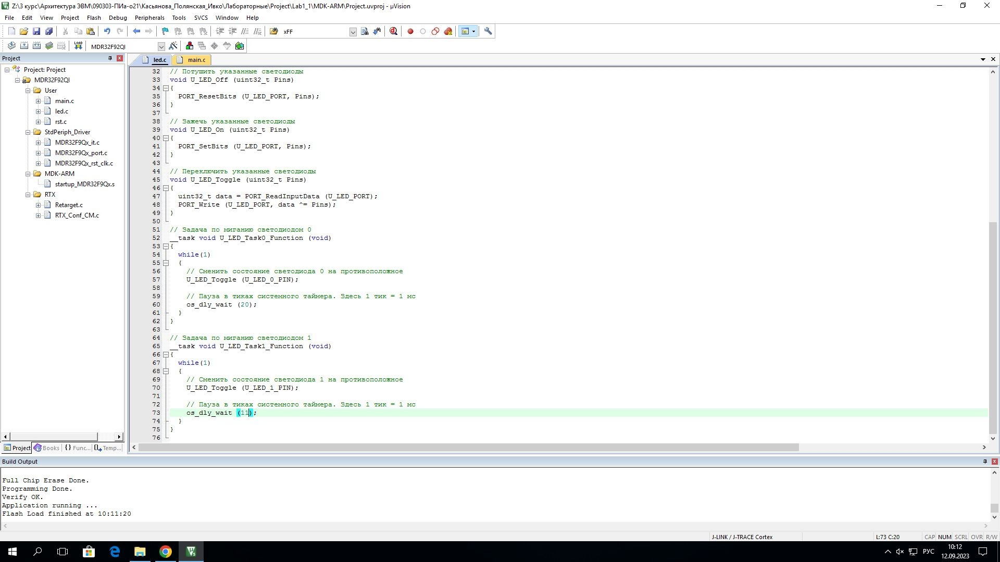 Z:\3 курс\Архитектура ЭВМ\090303-ПИа-о21\Касьянова_Полянская_Ивко\Лабораторные\Project\Lab1_1\MDK-ARM\Project.uvproj - µVision
File Edit View Project Flash Debug Peripherals Tools SVCS Window Help
xFF
LOAD MDR32F92QI
Project
Project: Project
MDR32F92QI
User
main.c
led.c
rst.c
StdPeriph_Driver
MDR32F9Qx_it.c
MDR32F9Qx_port.c
MDR32F9Qx_rst_clk.c
MDK-ARM
startup_MDR32F9Qx.s
RTX
Retarget.c
RTX_Conf_CM.c
Project Books {} Func... Temp...
led.c main.c
32 // Потушить указанные светодиоды
33 void U_LED_Off (uint32_t Pins)
34 {
35 PORT_ResetBits (U_LED_PORT, Pins);
36 }
37
38 // Зажечь указанные светодиоды
39 void U_LED_On (uint32_t Pins)
40 {
41 PORT_SetBits (U_LED_PORT, Pins);
42 }
43
44 // Переключить указанные светодиоды
45 void U_LED_Toggle (uint32_t Pins)
46 {
47 uint32_t data = PORT_ReadInputData (U_LED_PORT);
48 PORT_Write (U_LED_PORT, data ^= Pins);
49 }
50
51 // Задача по миганию светодиодом 0
52 __task void U_LED_Task0_Function (void)
53 {
54 while(1)
55 {
56 // Сменить состояние светодиода 0 на противоположное
57 U_LED_Toggle (U_LED_0_PIN);
58
59 // Пауза в тиках системного таймера. Здесь 1 тик = 1 мс
60 os_dly_wait (20);
61 }
62 }
63
64 // Задача по миганию светодиодом 1
65 __task void U_LED_Task1_Function (void)
66 {
67 while(1)
68 {
69 // Сменить состояние светодиода 1 на противоположное
70 U_LED_Toggle (U_LED_1_PIN);
71
72 // Пауза в тиках системного таймера. Здесь 1 тик = 1 мс
73 os_dly_wait (11);
74 }
75 }
76
Build Output
Full Chip Erase Done.
Programming Done.
Verify OK.
Application running ...
Flash Load finished at 10:11:20
J-LINK / J-TRACE Cortex L:73 C:20 CAP NUM SCRL OVR R/W
РУС 10:12
12.09.2023